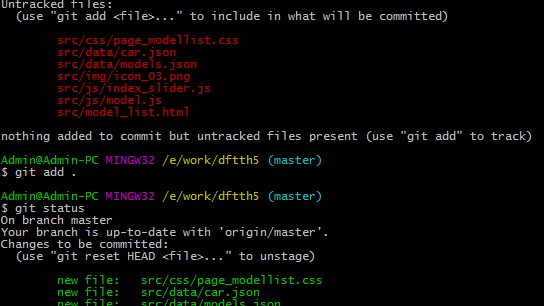 Untracked files:
(use "git add <file>..." to include in what will be committed)
src/css/page_modellist.css
src/data/car.json
src/data/models.json
src/img/icon_03.png
src/js/index_slider.js
src/js/model.js
src/model_list.html
nothing added to commit but untracked files present (use "git add" to track)
Admin@Admin-PC MINGW32 /e/work/dftth5 (master)
$ git add .
Admin@Admin-PC MINGW32 /e/work/dftth5 (master)
$ git status
On branch master
Your branch is up-to-date with 'origin/master'.
Changes to be committed:
(use "git reset HEAD <file>..." to unstage)
new file: src/css/page_modellist.css
new file: src/data/car.json
new file: src/data/models.json